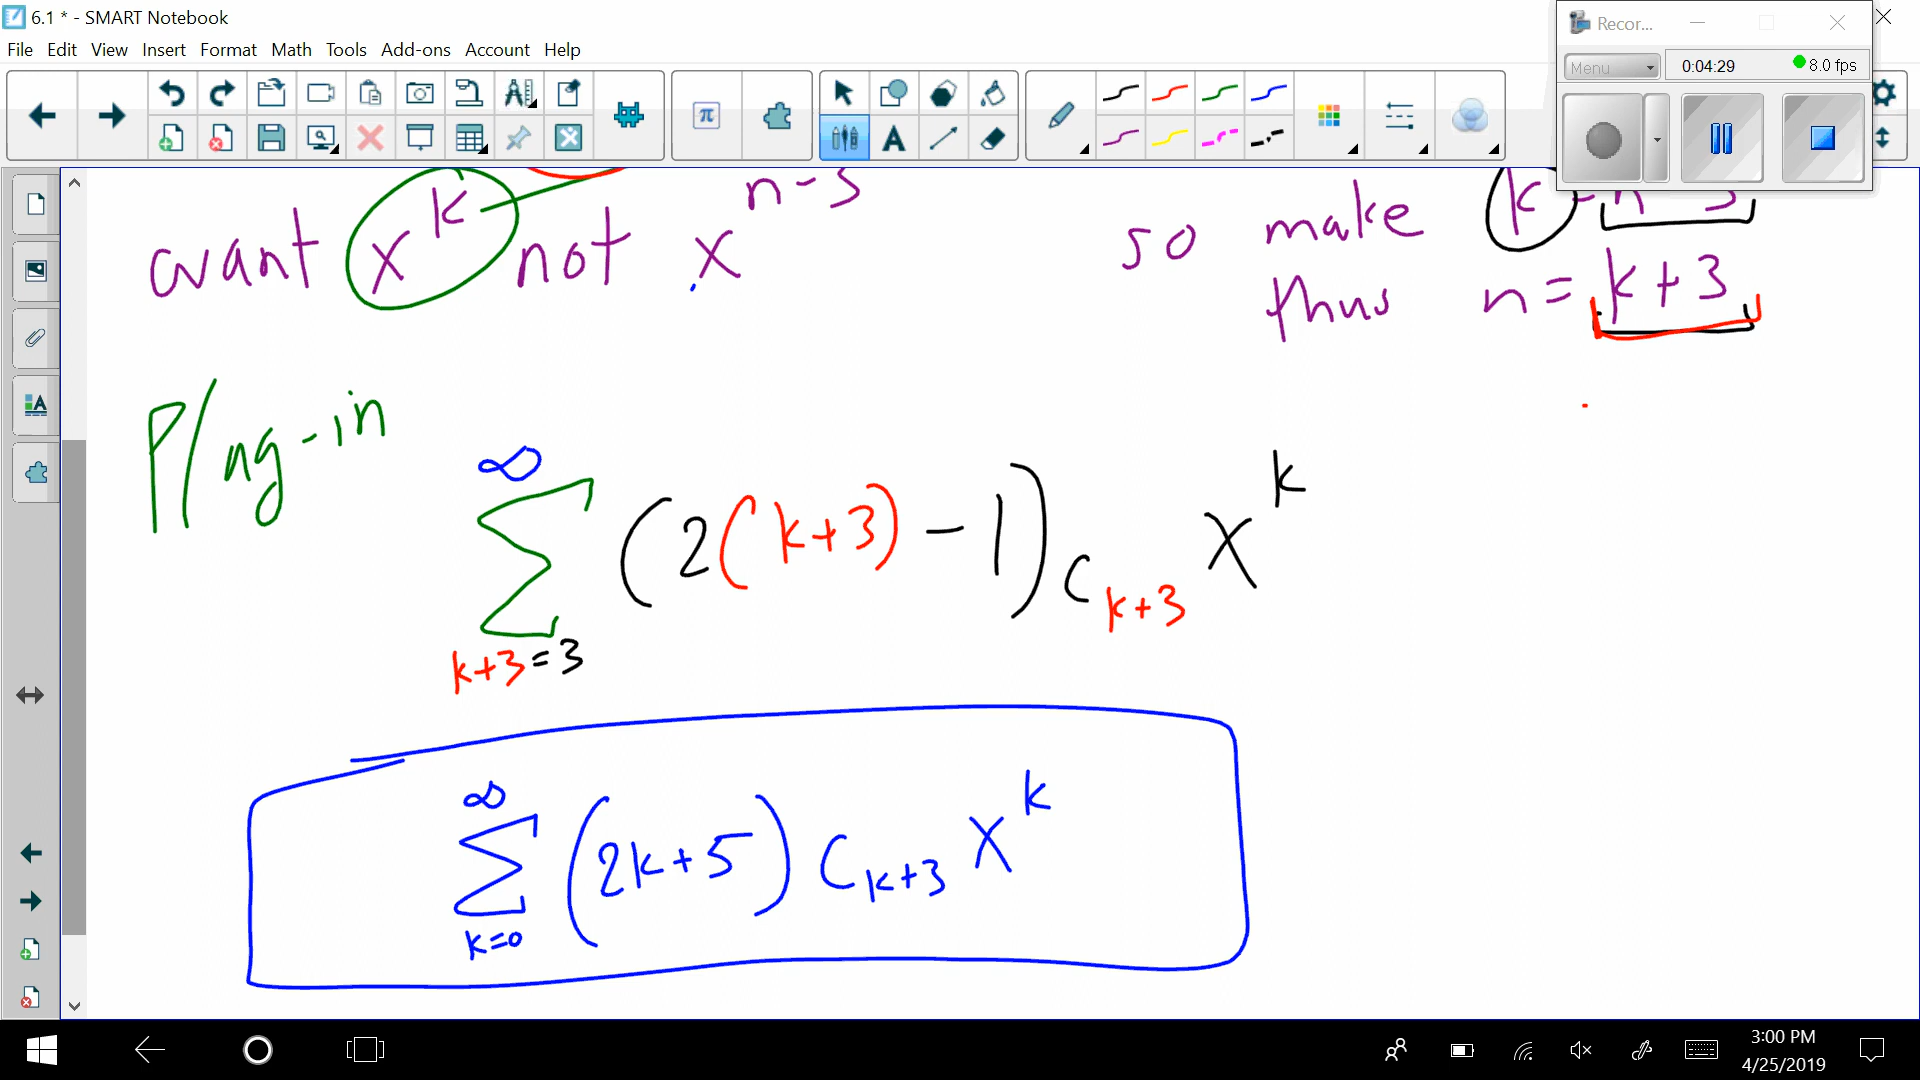 6.1 * - SMART Notebook
File Edit View Insert Format Math Tools Add-ons Account Help
Recor...
Menu 0:04:29 8.0 fps
want x^k not x^{n-3}
so make k = n-3
thus n = k+3
Plug-in
∞
∑ (2(k+3) - 1) c_{k+3} x^k
k+3=3
∞
∑ (2k+5) c_{k+3} x^k
k=0
3:00 PM
4/25/2019